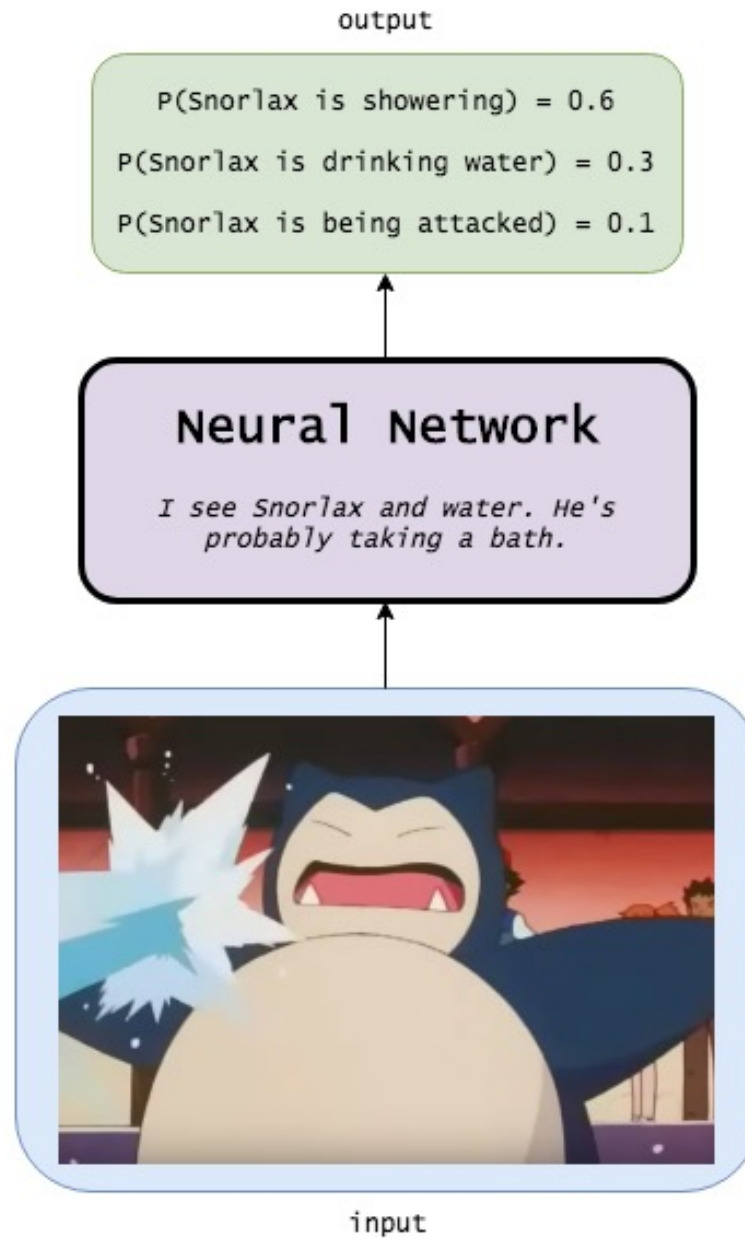 output
P(Snorlax is showering) = 0.6
P(Snorlax is drinking water) = 0.3
P(Snorlax is being attacked) = 0.1
Neural Network
I see Snorlax and water. He's
probably taking a bath.
input